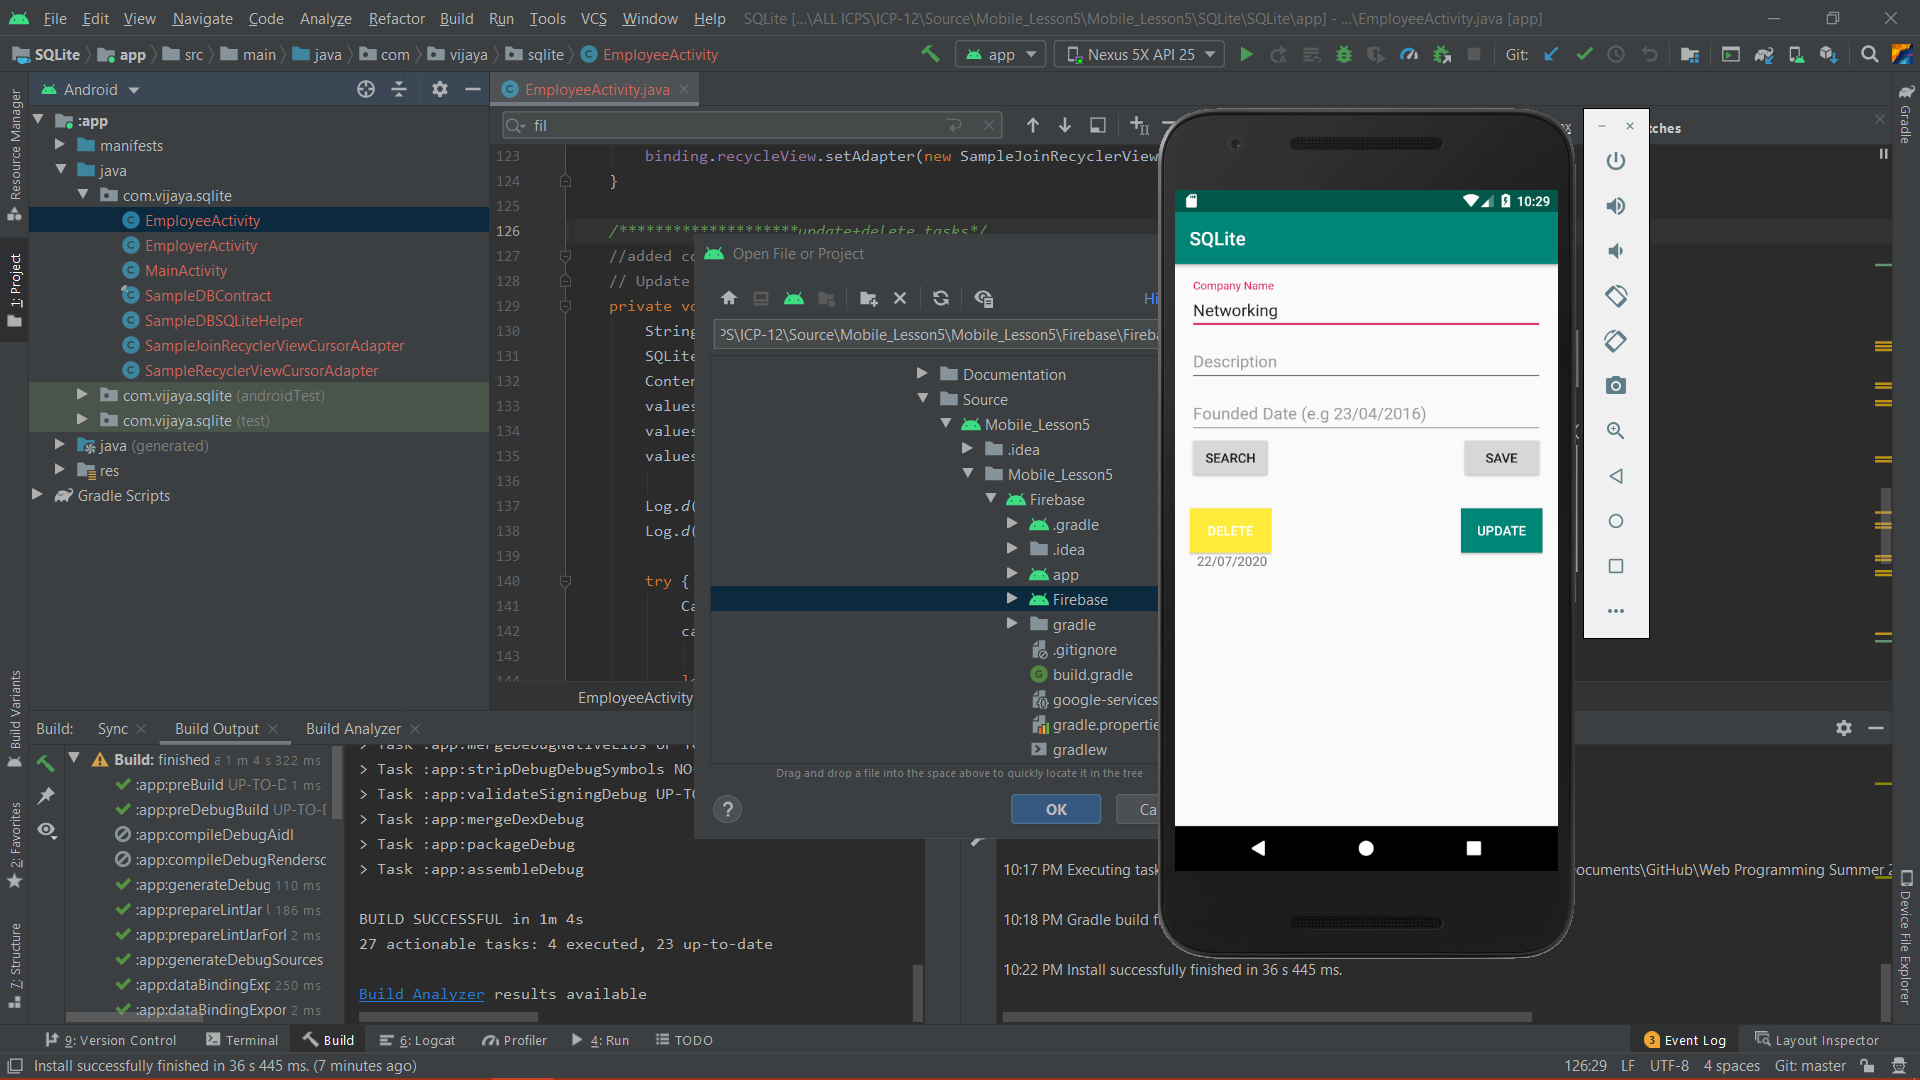 File Edit View Navigate Code Analyze Refactor Build Run Tools VCS Window Help SQLite [...\ALL ICPS\ICP-12\Source\Mobile_Lesson5\Mobile_Lesson5\SQLite\SQLite\app] - ...\EmployeeActivity.java [app]
SQLite app src main java com vijaya sqlite EmployeeActivity app Nexus 5X API 25 Git:
Android
EmployeeActivity.java
Resource Manager
1: Project
Build Variants
2: Favorites
7: Structure
:app
manifests
java
com.vijaya.sqlite
EmployeeActivity
EmployerActivity
MainActivity
SampleDBContract
SampleDBSQLiteHelper
SampleJoinRecyclerViewCursorAdapter
SampleRecyclerViewCursorAdapter
com.vijaya.sqlite (androidTest)
com.vijaya.sqlite (test)
java (generated)
res
Gradle Scripts
fil
tches
123 binding.recycleView.setAdapter(new SampleJoinRecyclerView
124 }
125
126 /********************update+delete tasks*/
127 //added co
128 // Update
129 private vo
130 String
131 SQLite
132 Conten
133 values
134 values
135 values
136
137 Log.d(
138 Log.d(
139
140 try {
141 Ca
142 ca
143
144
EmployeeActivity
Open File or Project
Hi
PS\ICP-12\Source\Mobile_Lesson5\Mobile_Lesson5\Firebase\Fireba
Documentation
Source
Mobile_Lesson5
.idea
Mobile_Lesson5
Firebase
.gradle
.idea
app
Firebase
gradle
.gitignore
build.gradle
google-services
gradle.propertie
gradlew
Drag and drop a file into the space above to quickly locate it in the tree
?
OK
Ca
10:29
SQLite
Company Name
Networking
Description
Founded Date (e.g 23/04/2016)
SEARCH SAVE
DELETE UPDATE
22/07/2020
Gradle
Device File Explorer
Build: Sync Build Output Build Analyzer
Build: finished a 1 m 4 s 322 ms
:app:preBuild UP-TO-D 1 ms
:app:preDebugBuild UP-TO-D
:app:compileDebugAidl
:app:compileDebugRendersc
:app:generateDebug 110 ms
:app:prepareLintJar U 186 ms
:app:prepareLintJarForI 2 ms
:app:generateDebugSources
:app:dataBindingExp 250 ms
:app:dataBindingExpor 2 ms
> Task :app:mergeDebugNativeLibs UP-TO
> Task :app:stripDebugDebugSymbols NO-
> Task :app:validateSigningDebug UP-TO
> Task :app:mergeDexDebug
> Task :app:packageDebug
> Task :app:assembleDebug
BUILD SUCCESSFUL in 1m 4s
27 actionable tasks: 4 executed, 23 up-to-date
Build Analyzer results available
10:17 PM Executing task ocuments\GitHub\Web Programming Summer 2
10:18 PM Gradle build f
10:22 PM Install successfully finished in 36 s 445 ms.
9: Version Control Terminal Build 6: Logcat Profiler 4: Run TODO 3 Event Log Layout Inspector
Install successfully finished in 36 s 445 ms. (7 minutes ago) 126:29 LF UTF-8 4 spaces Git: master